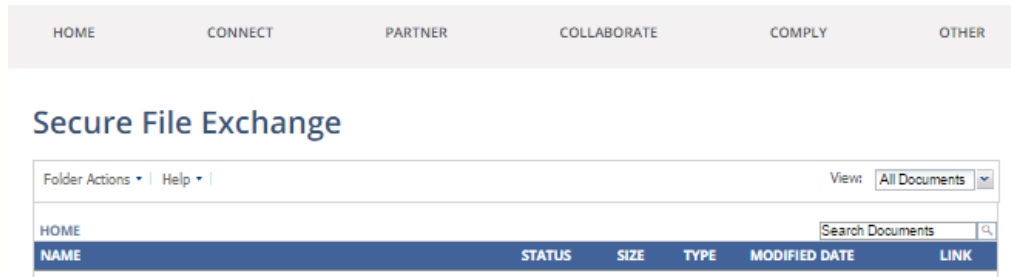 HOME CONNECT PARTNER COLLABORATE COMPLY OTHER
Secure File Exchange
Folder Actions Help View: All Documents
HOME Search Documents
NAME STATUS SIZE TYPE MODIFIED DATE LINK